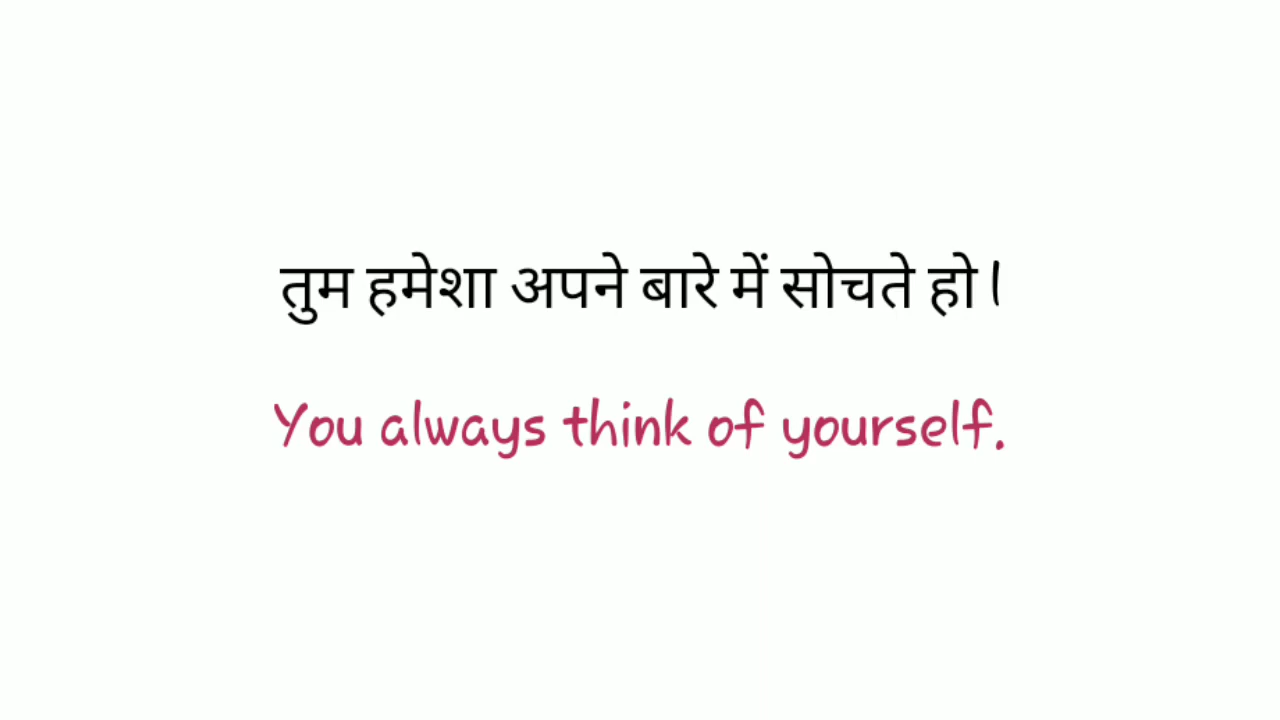 तुम हमेशा अपने बारे में सोचते हो।
You always think of yourself.